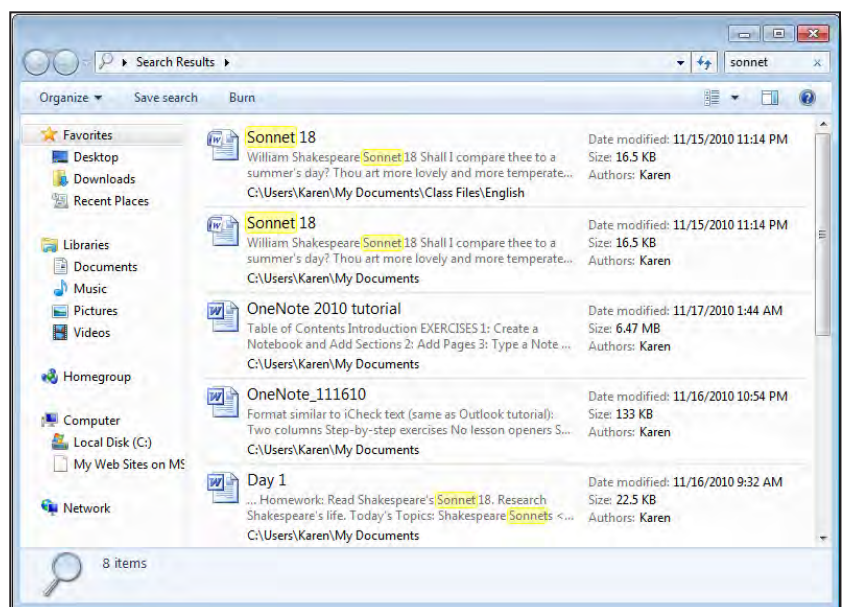 Search Results
sonnet
Organize Save search Burn
Favorites
Desktop
Downloads
Recent Places
Libraries
Documents
Music
Pictures
Videos
Homegroup
Computer
Local Disk (C:)
My Web Sites on MS
Network
Sonnet 18
William Shakespeare Sonnet 18 Shall I compare thee to a
summer's day? Thou art more lovely and more temperate...
C:\Users\Karen\My Documents\Class Files\English
Date modified: 11/15/2010 11:14 PM
Size: 16.5 KB
Authors: Karen
Sonnet 18
William Shakespeare Sonnet 18 Shall I compare thee to a
summer's day? Thou art more lovely and more temperate...
C:\Users\Karen\My Documents
Date modified: 11/15/2010 11:14 PM
Size: 16.5 KB
Authors: Karen
OneNote 2010 tutorial
Table of Contents Introduction EXERCISES 1: Create a
Notebook and Add Sections 2: Add Pages 3: Type a Note ...
C:\Users\Karen\My Documents
Date modified: 11/17/2010 1:44 AM
Size: 6.47 MB
Authors: Karen
OneNote_111610
Format similar to iCheck text (same as Outlook tutorial):
Two columns Step-by-step exercises No lesson openers S...
C:\Users\Karen\My Documents
Date modified: 11/16/2010 10:54 PM
Size: 133 KB
Authors: Karen
Day 1
... Homework: Read Shakespeare's Sonnet 18. Research
Shakespeare's life. Today's Topics: Shakespeare Sonnets <...
C:\Users\Karen\My Documents
Date modified: 11/16/2010 9:32 AM
Size: 22.5 KB
Authors: Karen
8 items